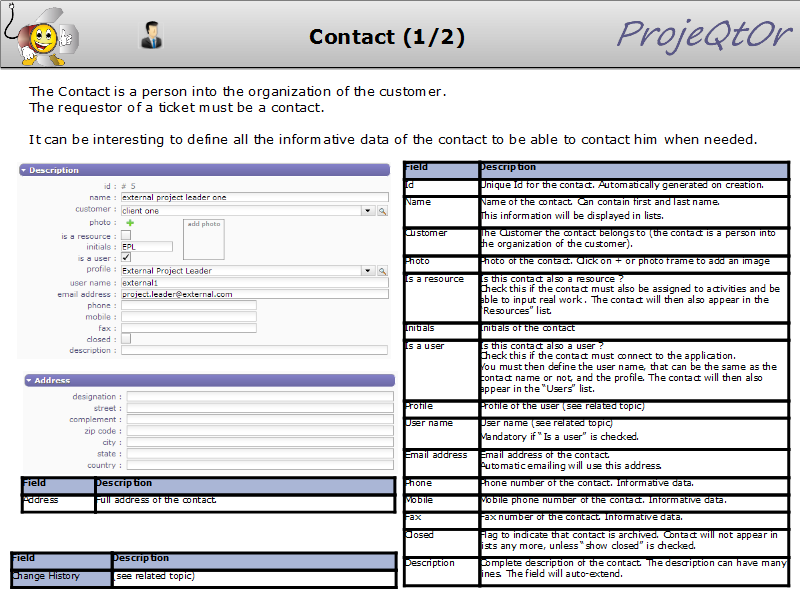 Contact (1/2)
ProjeQtOr
The Contact is a person into the organization of the customer.
The requestor of a ticket must be a contact.
It can be interesting to define all the informative data of the contact to be able to contact him when needed.
Description
id : # 5
name : external project leader one
customer : client one
photo : add photo
is a resource :
initials : EPL
is a user :
profile : External Project Leader
user name : external1
email address : project.leader@external.com
phone :
mobile :
fax :
closed :
description :
Address
designation :
street :
complement :
zip code :
city :
state :
country :
Field Description
Address Full address of the contact.
Field Description
Change History (see related topic)
Field Description
Id Unique Id for the contact. Automatically generated on creation.
Name Name of the contact. Can contain first and last name.
This information will be displayed in lists.
Customer The Customer the contact belongs to (the contact is a person into
the organization of the customer).
Photo Photo of the contact. Click on + or photo frame to add an image
Is a resource Is this contact also a resource ?
Check this if the contact must also be assigned to activities and be
able to input real work . The contact will then also appear in the
"Resources" list.
Initials Initials of the contact
Is a user Is this contact also a user ?
Check this if the contact must connect to the application.
You must then define the user name, that can be the same as the
contact name or not, and the profile. The contact will then also
appear in the "Users" list.
Profile Profile of the user (see related topic)
User name User name (see related topic)
Mandatory if "Is a user" is checked.
Email address Email address of the contact.
Automatic emailing will use this address.
Phone Phone number of the contact. Informative data.
Mobile Mobile phone number of the contact. Informative data.
Fax Fax number of the contact. Informative data.
Closed Flag to indicate that contact is archived. Contact will not appear in
lists any more, unless "show closed" is checked.
Description Complete description of the contact. The description can have many
lines. The field will auto-extend.